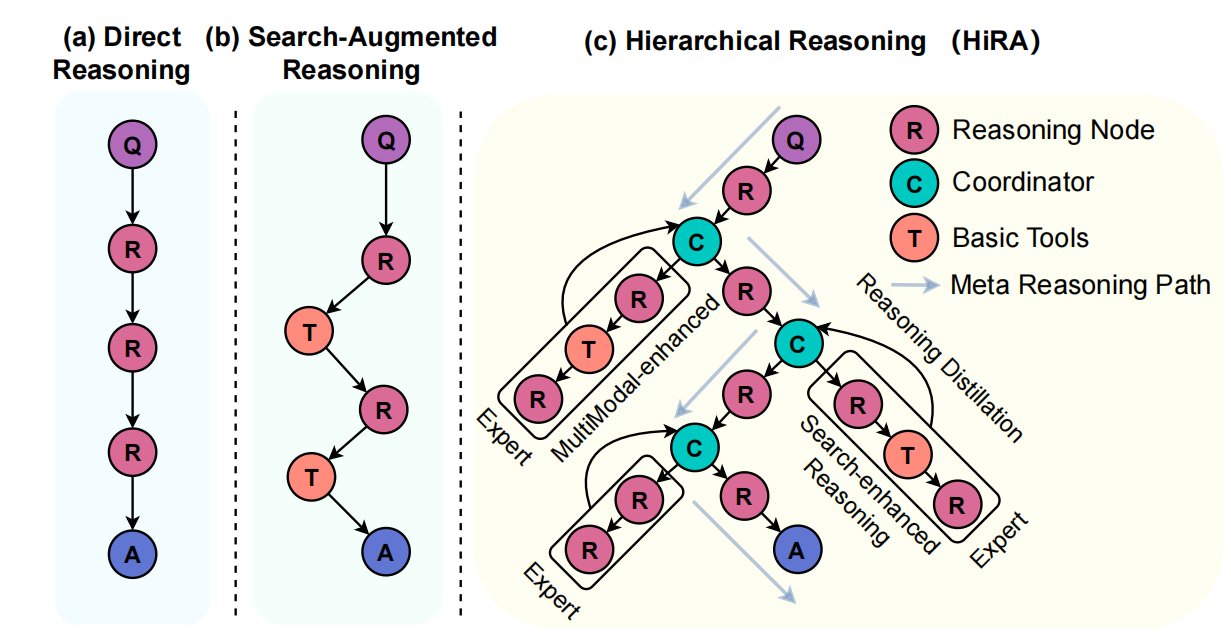 (a) Direct
Reasoning
(b) Search-Augmented
Reasoning
(c) Hierarchical Reasoning （HiRA）
Q
R
R
R
A
Q
R
T
R
T
A
Q
R
C
R
T
R
MultiModal-enhanced
Expert
R
C
R
T
R
Search-enhanced
Reasoning
Expert
Reasoning Distillation
R
C
R
R
Expert
R
A
R Reasoning Node
C Coordinator
T Basic Tools
Meta Reasoning Path